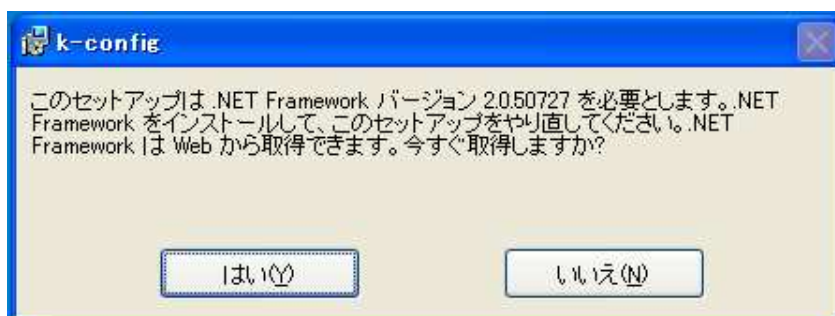 k-config
このセットアップは .NET Framework バージョン 2.0.50727 を必要とします。.NET
Framework をインストールして、このセットアップをやり直してください。.NET
Framework は Web から取得できます。今すぐ取得しますか?
はい(Y)
いいえ(N)